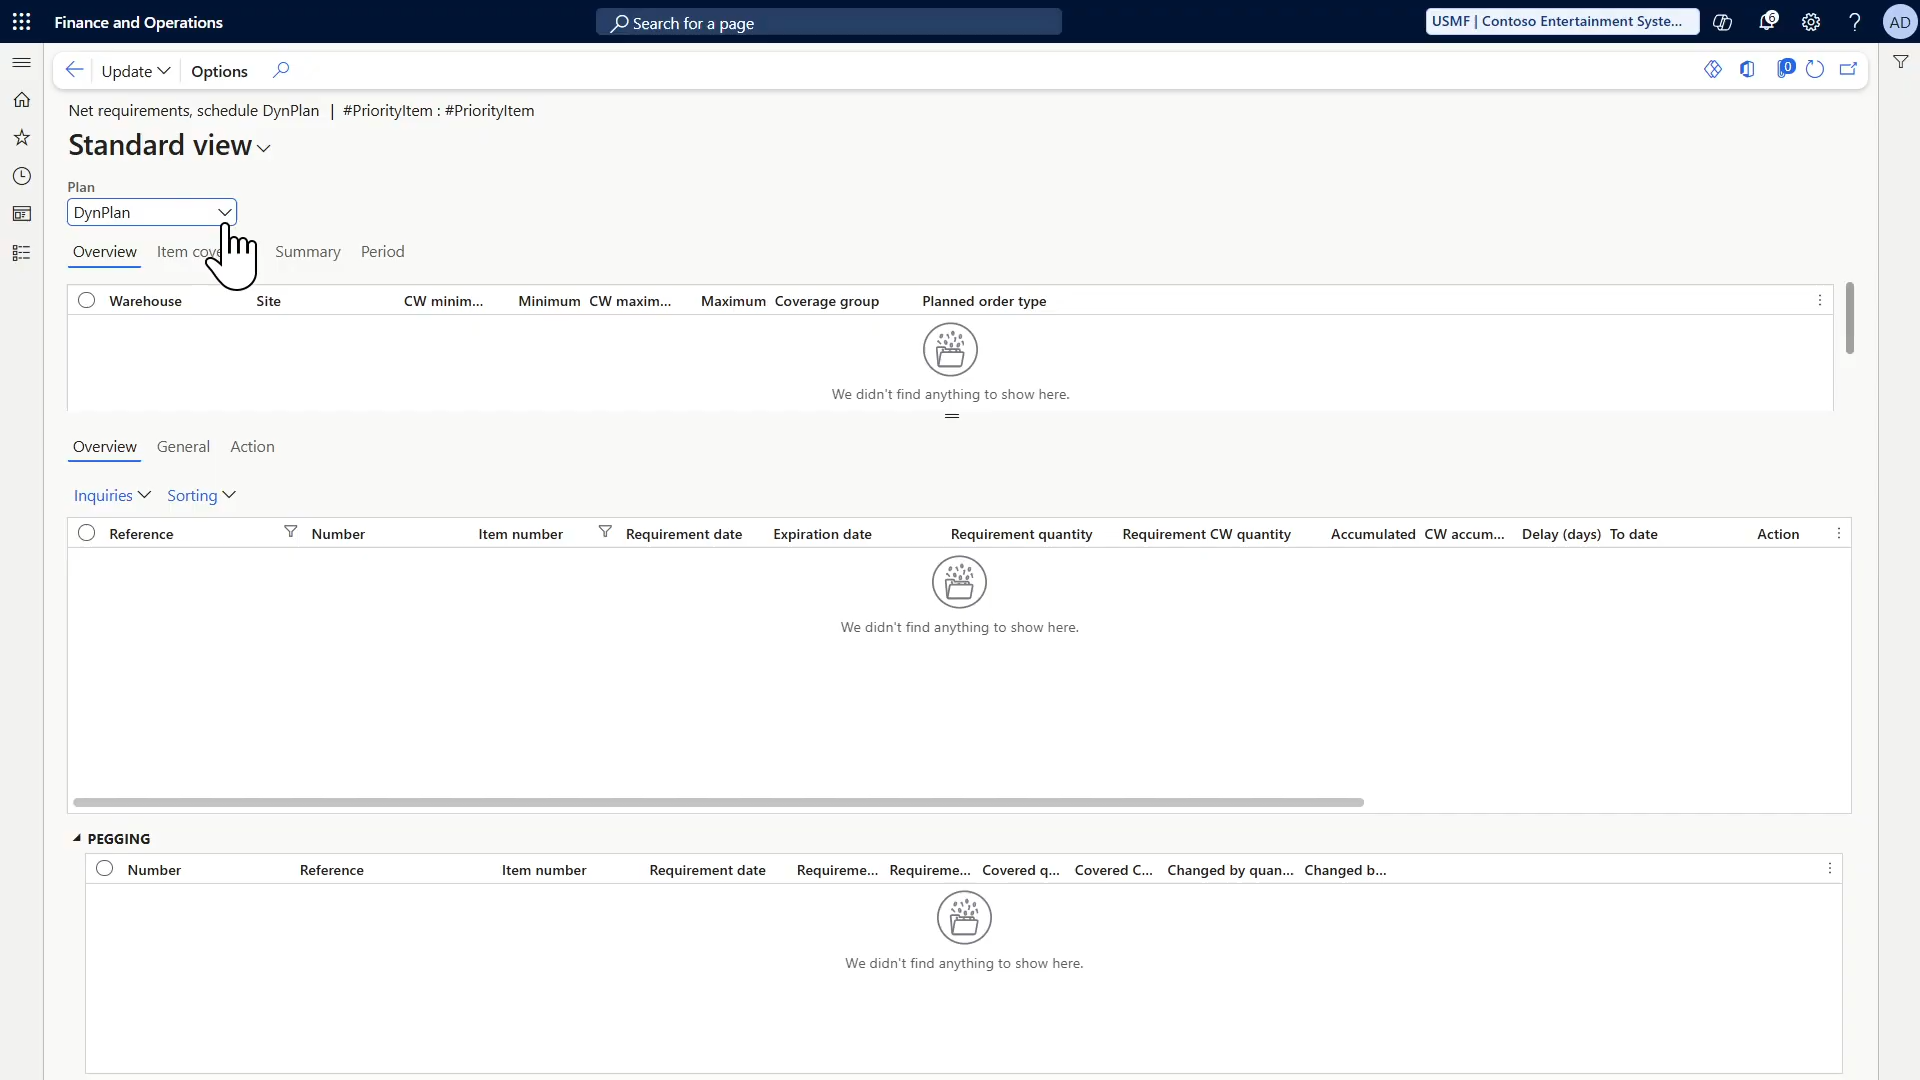 Finance and Operations
Search for a page
USMF | Contoso Entertainment Syste...
6
AD
Update
Options
0
Net requirements, schedule DynPlan | #PriorityItem : #PriorityItem
Standard view
Plan
DynPlan
Overview Item cove Summary Period
Warehouse Site CW minim... Minimum CW maxim... Maximum Coverage group Planned order type
We didn't find anything to show here.
Overview General Action
Inquiries Sorting
Reference Number Item number Requirement date Expiration date Requirement quantity Requirement CW quantity Accumulated CW accum... Delay (days) To date Action
We didn't find anything to show here.
PEGGING
Number Reference Item number Requirement date Requireme... Requireme... Covered q... Covered C... Changed by quan... Changed b...
We didn't find anything to show here.